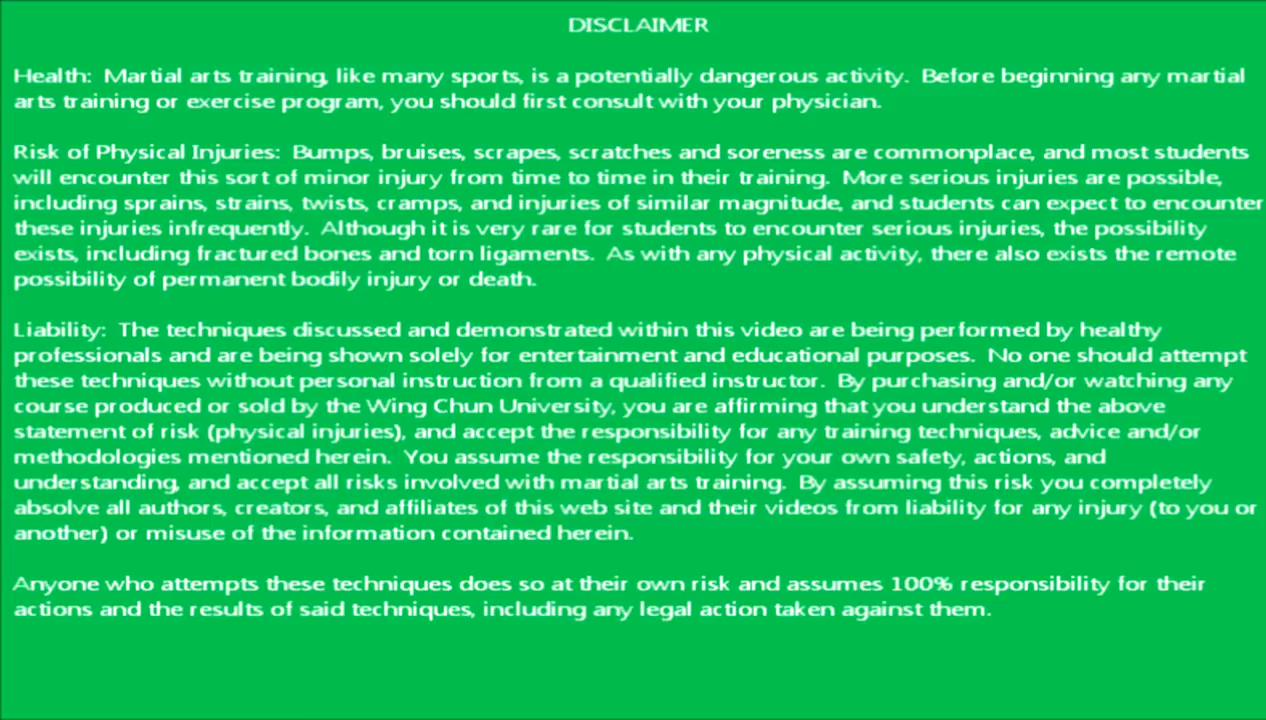 DISCLAIMER
Health:  Martial arts training, like many sports, is a potentially dangerous activity.  Before beginning any martial
arts training or exercise program, you should first consult with your physician.
Risk of Physical Injuries:  Bumps, bruises, scrapes, scratches and soreness are commonplace, and most students
will encounter this sort of minor injury from time to time in their training.  More serious injuries are possible,
including sprains, strains, twists, cramps, and injuries of similar magnitude, and students can expect to encounter
these injuries infrequently.  Although it is very rare for students to encounter serious injuries, the possibility
exists, including fractured bones and torn ligaments.  As with any physical activity, there also exists the remote
possibility of permanent bodily injury or death.
Liability:  The techniques discussed and demonstrated within this video are being performed by healthy
professionals and are being shown solely for entertainment and educational purposes.  No one should attempt
these techniques without personal instruction from a qualified instructor.  By purchasing and/or watching any
course produced or sold by the Wing Chun University, you are affirming that you understand the above
statement of risk (physical injuries), and accept the responsibility for any training techniques, advice and/or
methodologies mentioned herein.  You assume the responsibility for your own safety, actions, and
understanding, and accept all risks involved with martial arts training.  By assuming this risk you completely
absolve all authors, creators, and affiliates of this web site and their videos from liability for any injury (to you or
another) or misuse of the information contained herein.
Anyone who attempts these techniques does so at their own risk and assumes 100% responsibility for their
actions and the results of said techniques, including any legal action taken against them.